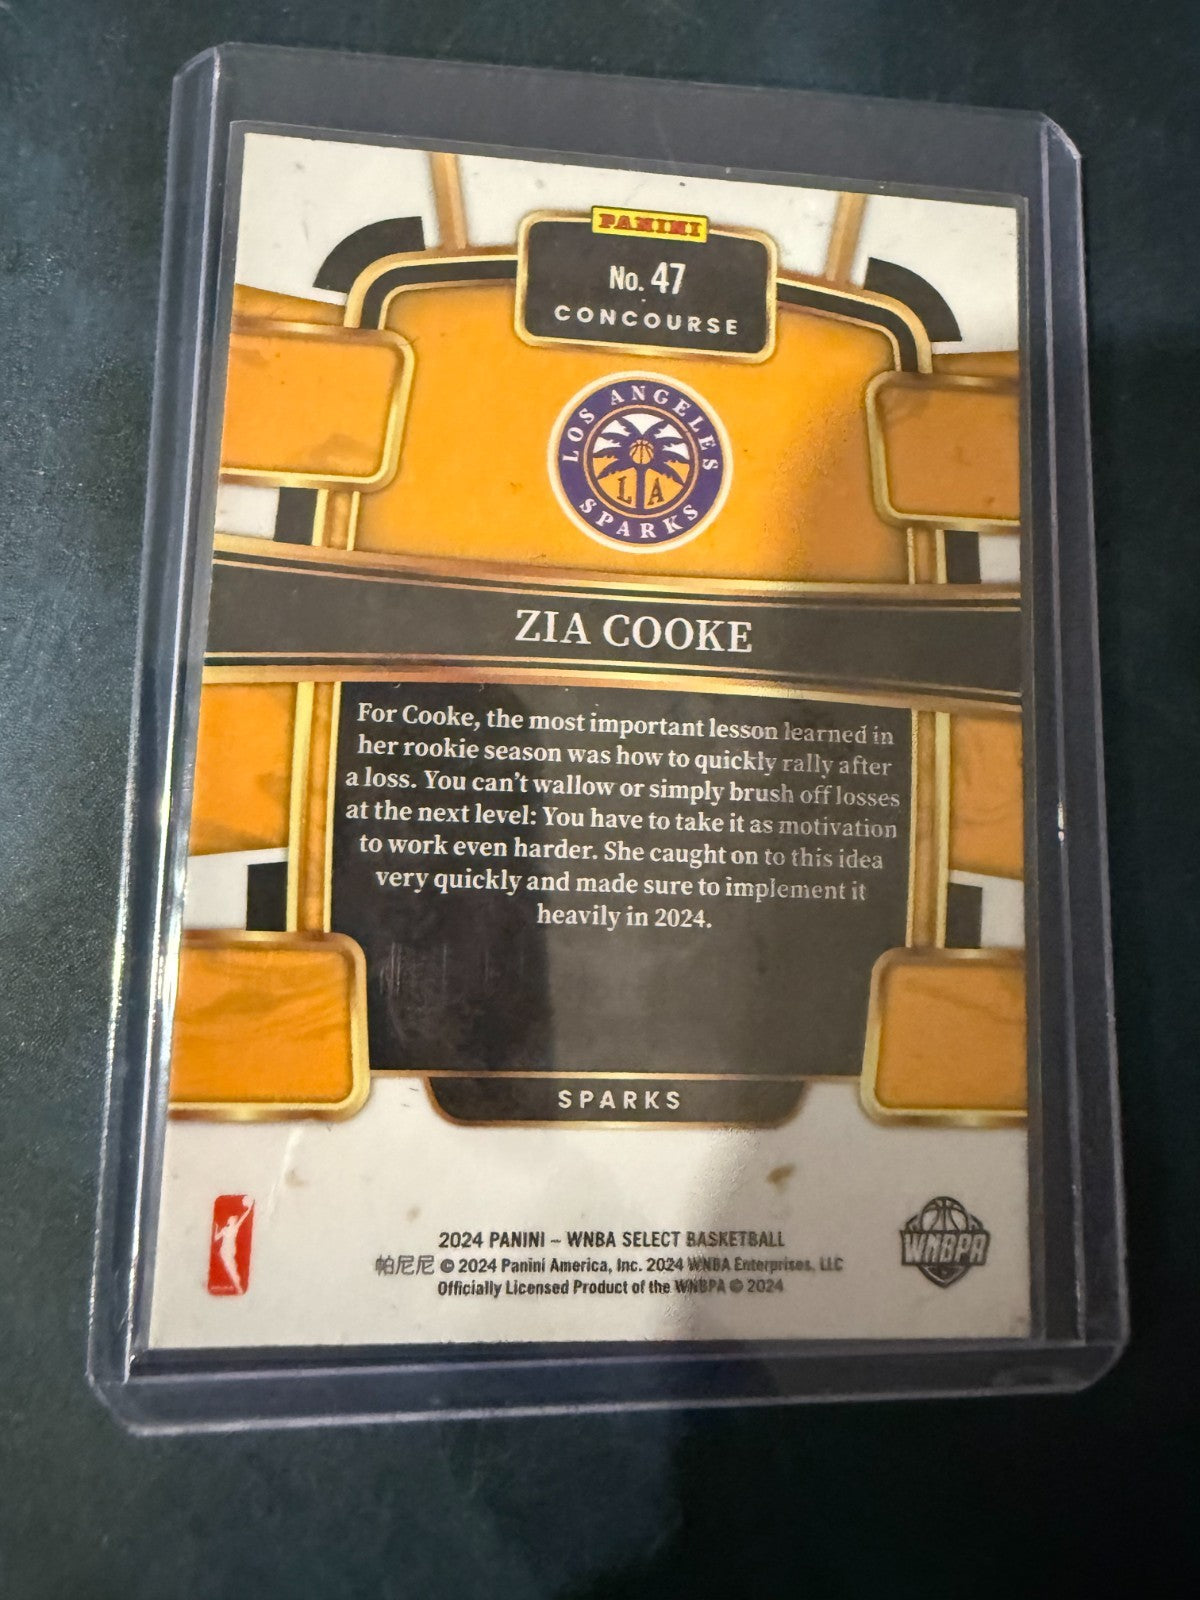 PANINI
No. 47
CONCOURSE
LOS ANGELES
LA
SPARKS
ZIA COOKE
For Cooke, the most important lesson learned in
her rookie season was how to quickly rally after
a loss. You can't wallow or simply brush off losses
at the next level: You have to take it as motivation
to work even harder. She caught on to this idea
very quickly and made sure to implement it
heavily in 2024.
SPARKS
2024 PANINI – WNBA SELECT BASKETBALL
帕尼尼 © 2024 Panini America, Inc. 2024 WNBA Enterprises, LLC
Officially Licensed Product of the WNBPA © 2024
WNBPA